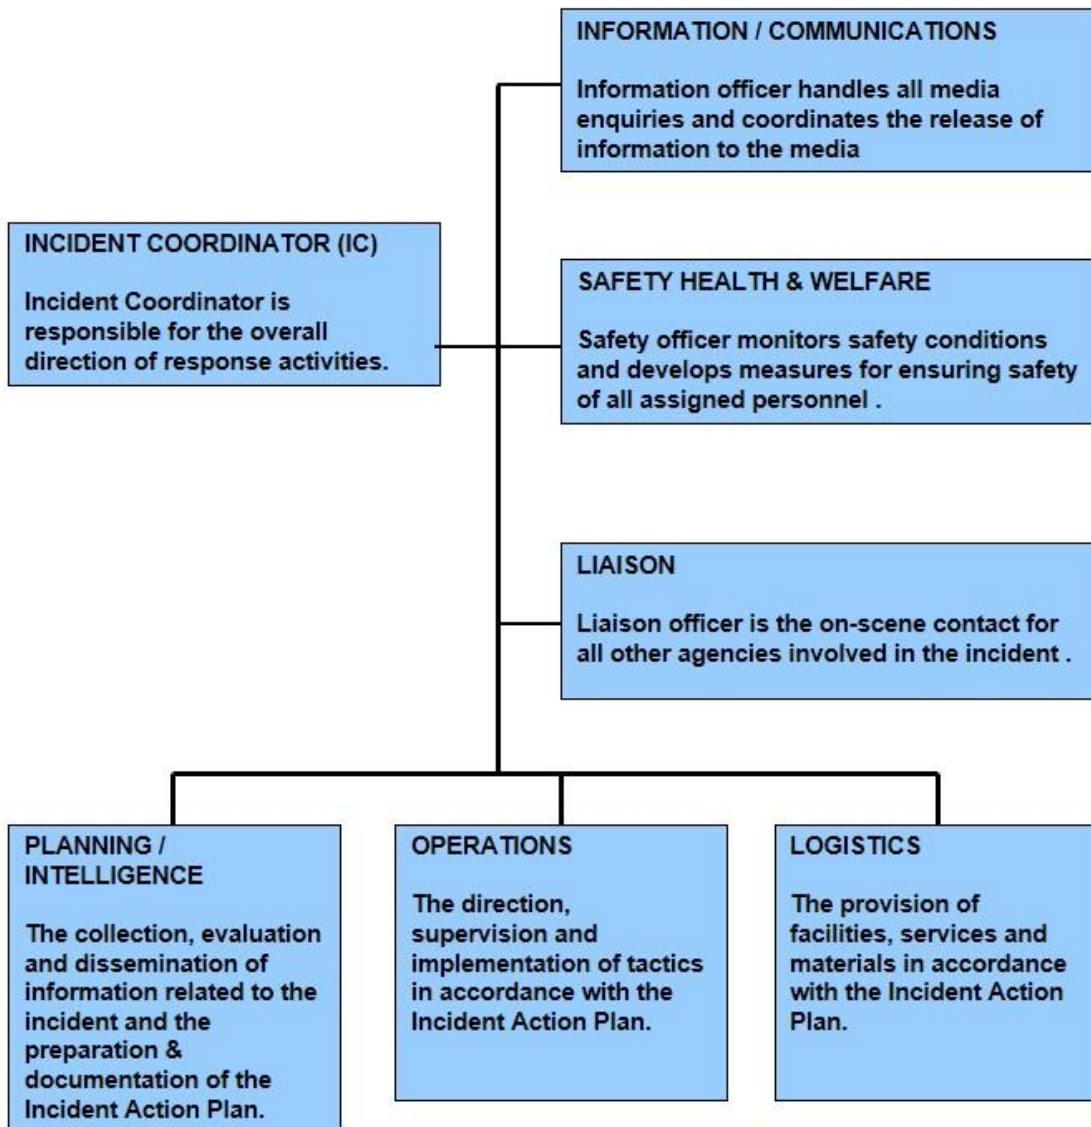 INFORMATION / COMMUNICATIONS
Information officer handles all media
enquiries and coordinates the release of
information to the media
INCIDENT COORDINATOR (IC)
Incident Coordinator is
responsible for the overall
direction of response activities.
SAFETY HEALTH & WELFARE
Safety officer monitors safety conditions
and develops measures for ensuring safety
of all assigned personnel .
LIAISON
Liaison officer is the on-scene contact for
all other agencies involved in the incident .
PLANNING /
INTELLIGENCE
The collection, evaluation
and dissemination of
information related to the
incident and the
preparation &
documentation of the
Incident Action Plan.
OPERATIONS
The direction,
supervision and
implementation of tactics
in accordance with the
Incident Action Plan.
LOGISTICS
The provision of
facilities, services and
materials in accordance
with the Incident Action
Plan.